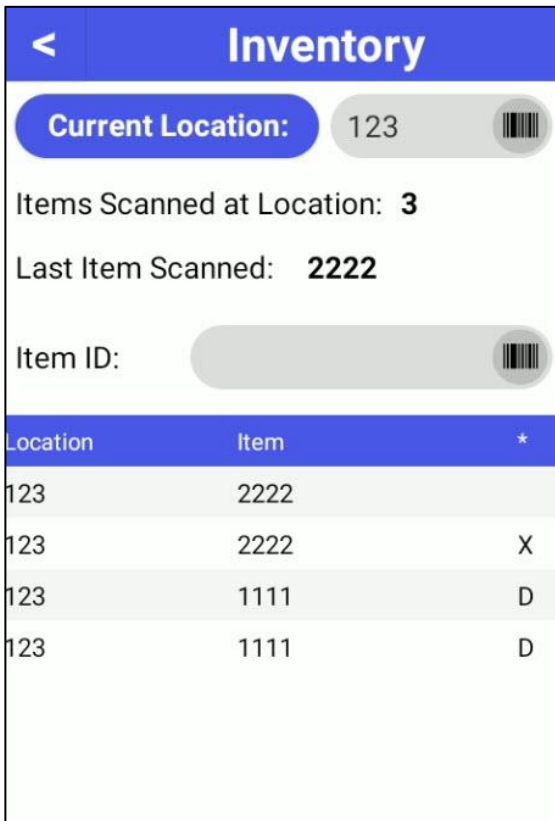 < Inventory
Current Location: 123
Items Scanned at Location: 3
Last Item Scanned: 2222
Item ID:
Location Item *
123 2222
123 2222 X
123 1111 D
123 1111 D